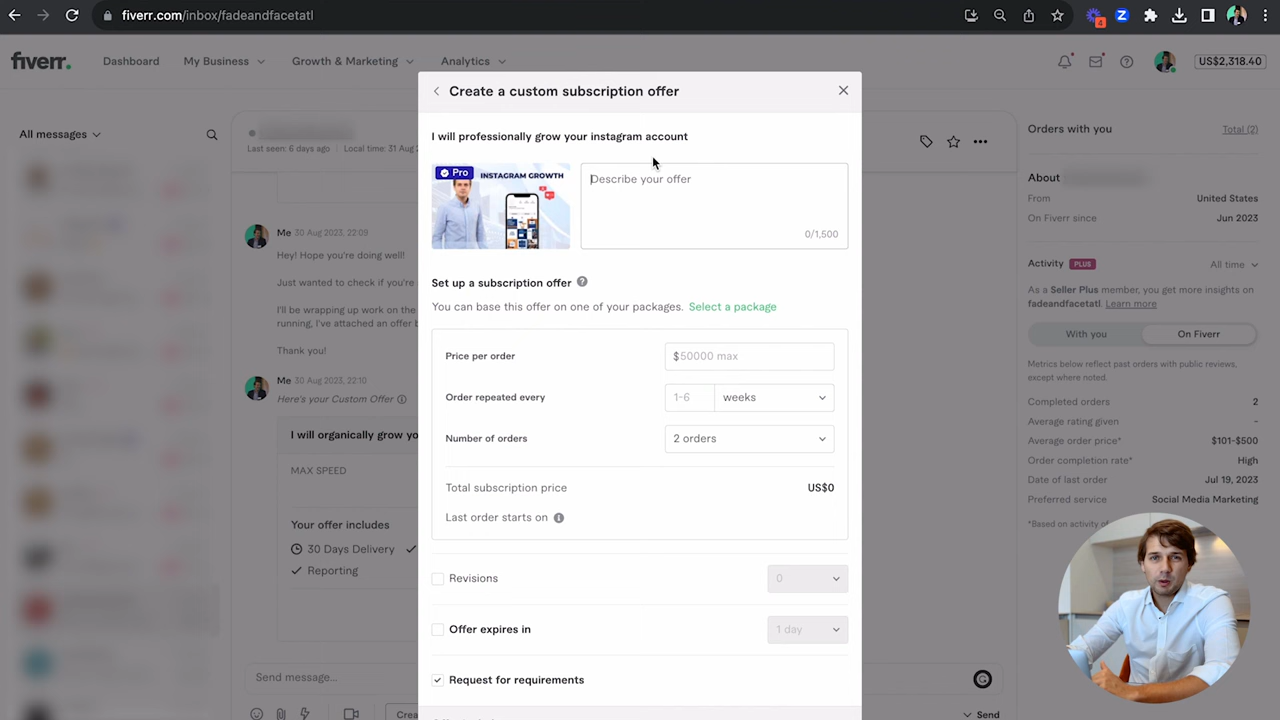 fiverr.com/inbox/fadeandfacetatl
4
fiverr.
Dashboard
My Business
Growth & Marketing
Analytics
US$2,318.40
All messages
Last seen: 6 days ago
Local time: 31 Aug
Me 30 Aug 2023, 22:09
Hey! Hope you're doing well!
Just wanted to check if you're
I'll be wrapping up work on the
running, I've attached an offer
Thank you!
Me 30 Aug 2023, 22:10
Here's your Custom Offer
I will organically grow yo
MAX SPEED
Your offer includes
30 Days Delivery
Reporting
Send message...
Crea
Send
Create a custom subscription offer
I will professionally grow your instagram account
Pro
INSTAGRAM GROWTH
Describe your offer
0/1,500
Set up a subscription offer ?
You can base this offer on one of your packages. Select a package
Price per order
$50000 max
Order repeated every
1-6
weeks
Number of orders
2 orders
Total subscription price
US$0
Last order starts on
Revisions
0
Offer expires in
1 day
Request for requirements
Orders with you
Total (2)
About
From
United States
On Fiverr since
Jun 2023
Activity PLUS
All time
As a Seller Plus member, you get more insights on
fadeandfacetatl. Learn more
With you
On Fiverr
Metrics below reflect past orders with public reviews,
except where noted.
Completed orders
2
Average rating given
-
Average order price*
$101-$500
Order completion rate*
High
Date of last order
Jul 19, 2023
Preferred service
Social Media Marketing
*Based on activity of